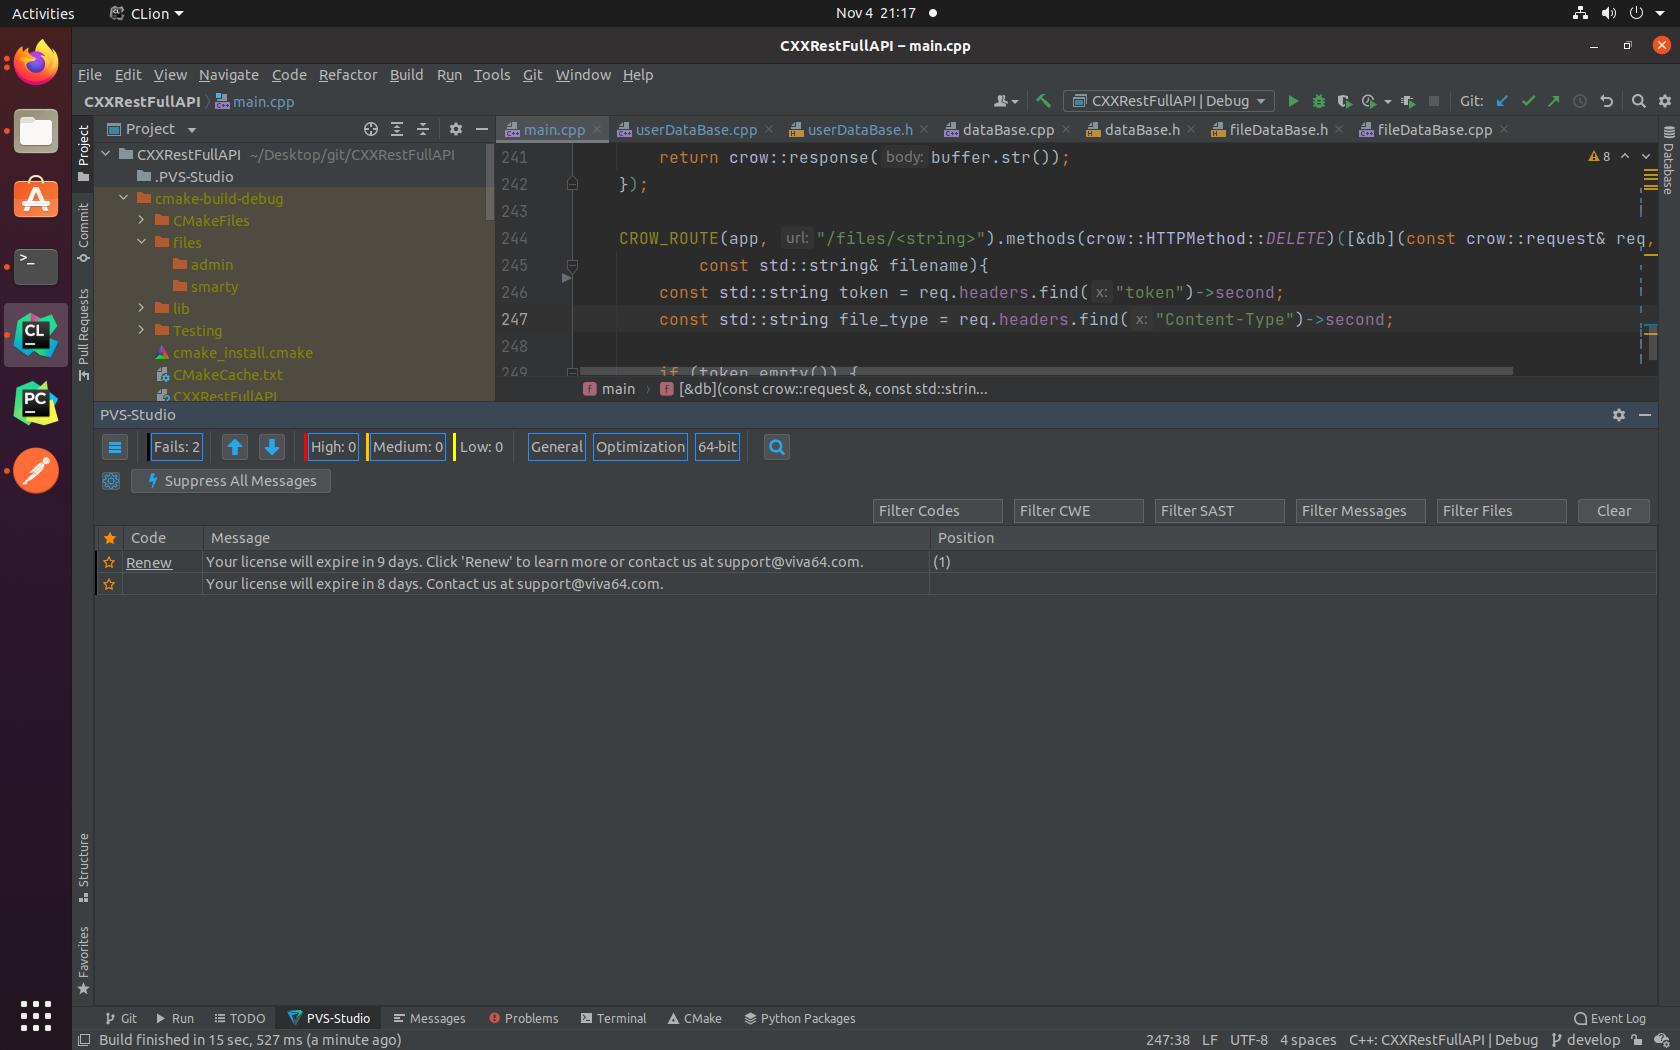 Activities CLion Nov 4 21:17
CXXRestFullAPI – main.cpp
File Edit View Navigate Code Refactor Build Run Tools Git Window Help
CXXRestFullAPI main.cpp CXXRestFullAPI | Debug Git:
Project
main.cpp userDataBase.cpp userDataBase.h dataBase.cpp dataBase.h fileDataBase.h fileDataBase.cpp
Project
Commit
Pull Requests
Structure
Favorites
Database
CXXRestFullAPI ~/Desktop/git/CXXRestFullAPI
.PVS-Studio
cmake-build-debug
CMakeFiles
files
admin
smarty
lib
Testing
cmake_install.cmake
CMakeCache.txt
CXXRestFullAPI
241 return crow::response( body: buffer.str());
8
242 });
243
244 CROW_ROUTE(app, url: "/files/<string>").methods(crow::HTTPMethod::DELETE)([&db](const crow::request& req,
245 const std::string& filename){
246 const std::string token = req.headers.find( x: "token")->second;
247 const std::string file_type = req.headers.find( x: "Content-Type")->second;
248
249 if (token.empty()) {
main [&db](const crow::request &, const std::strin...
PVS-Studio
Fails: 2 High: 0 Medium: 0 Low: 0 General Optimization 64-bit
Suppress All Messages
Filter Codes Filter CWE Filter SAST Filter Messages Filter Files Clear
Code Message Position
Renew Your license will expire in 9 days. Click 'Renew' to learn more or contact us at support@viva64.com. (1)
Your license will expire in 8 days. Contact us at support@viva64.com.
Git Run TODO PVS-Studio Messages Problems Terminal CMake Python Packages Event Log
Build finished in 15 sec, 527 ms (a minute ago) 247:38 LF UTF-8 4 spaces C++: CXXRestFullAPI | Debug develop